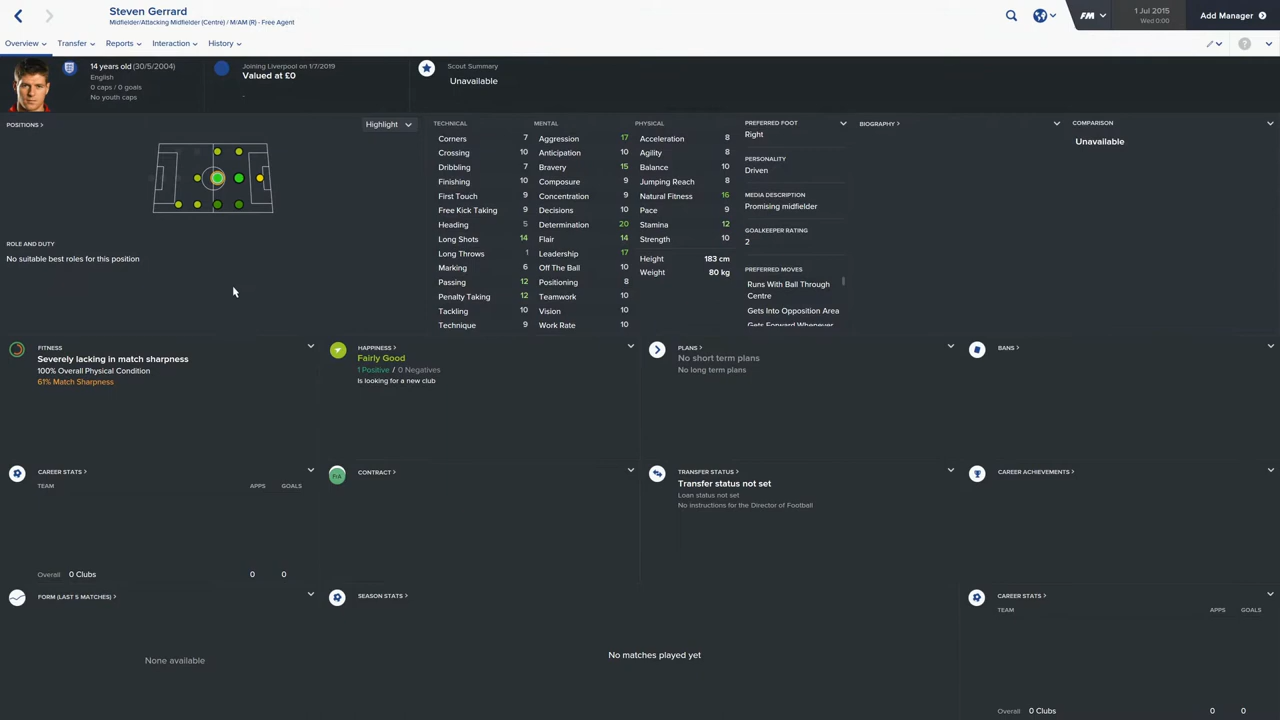 Steven Gerrard
Midfielder/Attacking Midfielder (Centre) / M/AM (R) - Free Agent
FM
1 Jul 2015
Wed 0:00
Add Manager
Overview
Transfer
Reports
Interaction
History
?
14 years old (30/5/2004)
English
0 caps / 0 goals
No youth caps
Joining Liverpool on 1/7/2019
Valued at £0
-
Scout Summary
Unavailable
POSITIONS >
Highlight
ROLE AND DUTY
No suitable best roles for this position
TECHNICAL
Corners 7
Crossing 10
Dribbling 7
Finishing 10
First Touch 9
Free Kick Taking 9
Heading 5
Long Shots 14
Long Throws 1
Marking 6
Passing 12
Penalty Taking 12
Tackling 10
Technique 9
MENTAL
Aggression 17
Anticipation 10
Bravery 15
Composure 9
Concentration 9
Decisions 10
Determination 20
Flair 14
Leadership 17
Off The Ball 10
Positioning 8
Teamwork 10
Vision 10
Work Rate 10
PHYSICAL
Acceleration 8
Agility 8
Balance 10
Jumping Reach 8
Natural Fitness 16
Pace 9
Stamina 12
Strength 10
Height 183 cm
Weight 80 kg
PREFERRED FOOT
Right
PERSONALITY
Driven
MEDIA DESCRIPTION
Promising midfielder
GOALKEEPER RATING
2
PREFERRED MOVES
Runs With Ball Through
Centre
Gets Into Opposition Area
Gets Forward Whenever
BIOGRAPHY >
COMPARISON
Unavailable
FITNESS
Severely lacking in match sharpness
100% Overall Physical Condition
61% Match Sharpness
HAPPINESS >
Fairly Good
1 Positive / 0 Negatives
Is looking for a new club
PLANS >
No short term plans
No long term plans
BANS >
CAREER STATS >
TEAM APPS GOALS
Overall 0 Clubs 0 0
CONTRACT >
FrA
TRANSFER STATUS >
Transfer status not set
Loan status not set
No instructions for the Director of Football
CAREER ACHIEVEMENTS >
FORM (LAST 5 MATCHES) >
None available
SEASON STATS >
No matches played yet
CAREER STATS >
TEAM APPS GOALS
Overall 0 Clubs 0 0